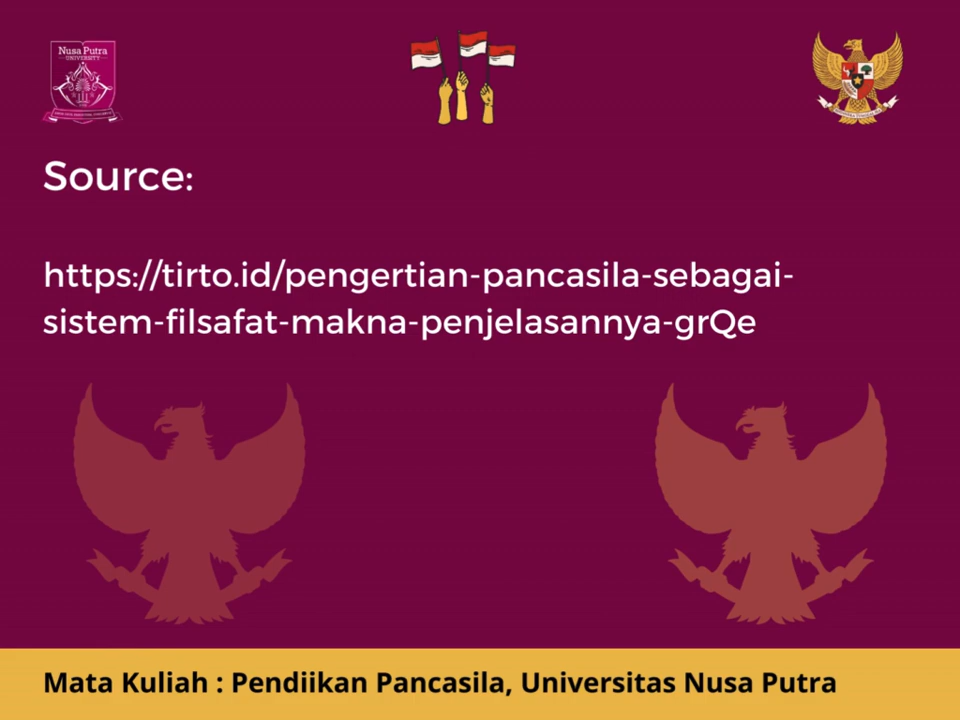 Nusa Putra
UNIVERSITY
Source:
https://tirto.id/pengertian-pancasila-sebagai-
sistem-filsafat-makna-penjelasannya-grQe
Mata Kuliah : Pendiikan Pancasila, Universitas Nusa Putra